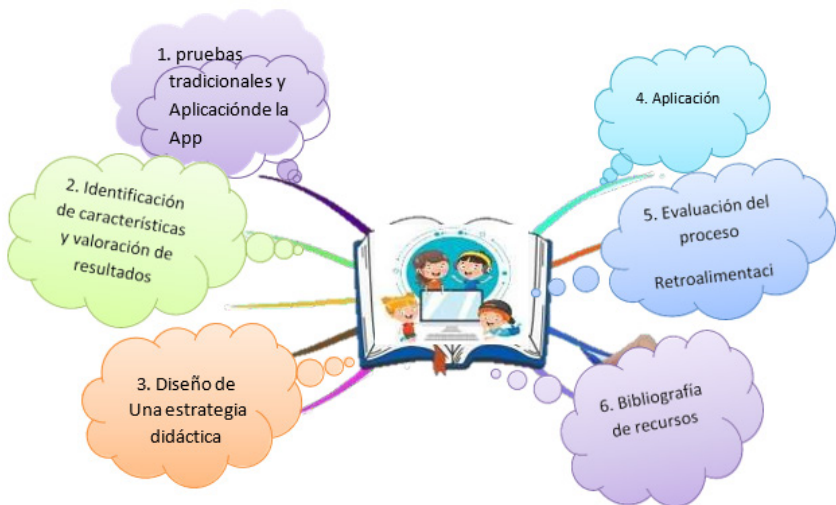 1. pruebas
tradicionales y
Aplicaciónde la
App
2. Identificación
de características
y valoración de
resultados
3. Diseño de
Una estrategia
didáctica
4. Aplicación
5. Evaluación del
proceso
Retroalimentaci
6. Bibliografía
de recursos